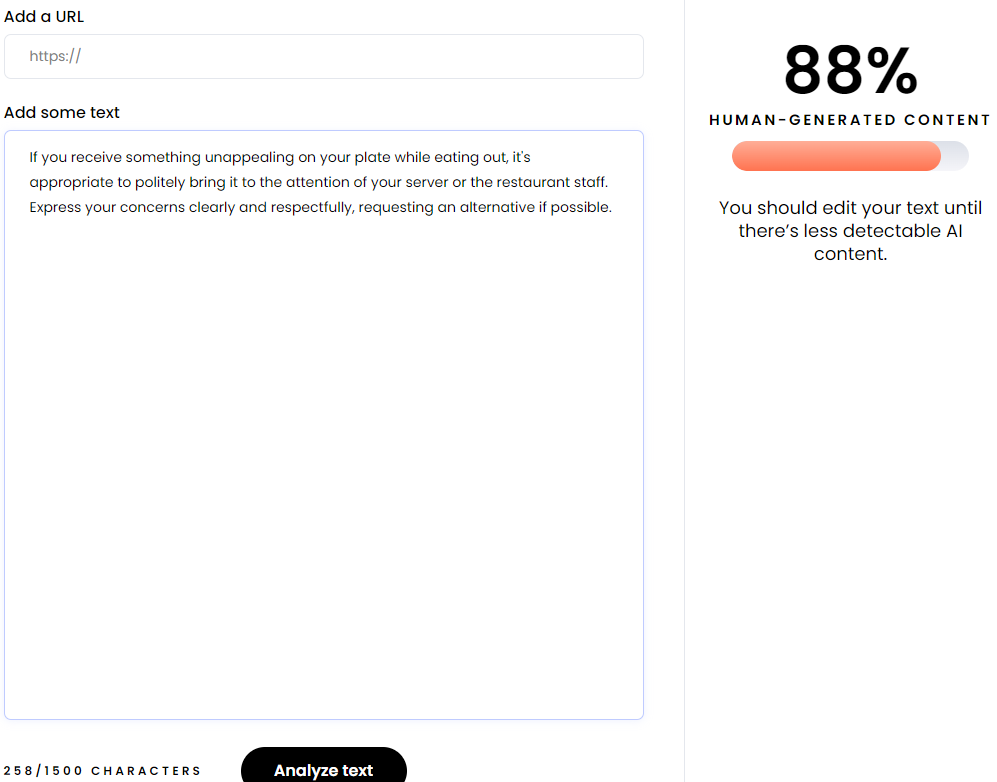 Add a URL
https://
Add some text
If you receive something unappealing on your plate while eating out, it's
appropriate to politely bring it to the attention of your server or the restaurant staff.
Express your concerns clearly and respectfully, requesting an alternative if possible.
258/1500 CHARACTERS
Analyze text
88%
HUMAN-GENERATED CONTENT
You should edit your text until
there’s less detectable AI
content.